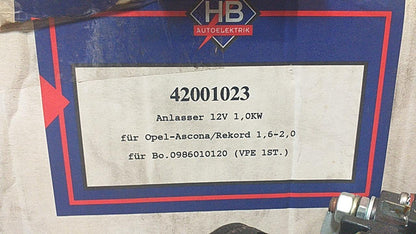 HB
AUTOELEKTRIK
42001023
Anlasser 12V 1,0KW
für Opel-Ascona/Rekord 1,6-2,0
für Bo.0986010120 (VPE 1ST.)